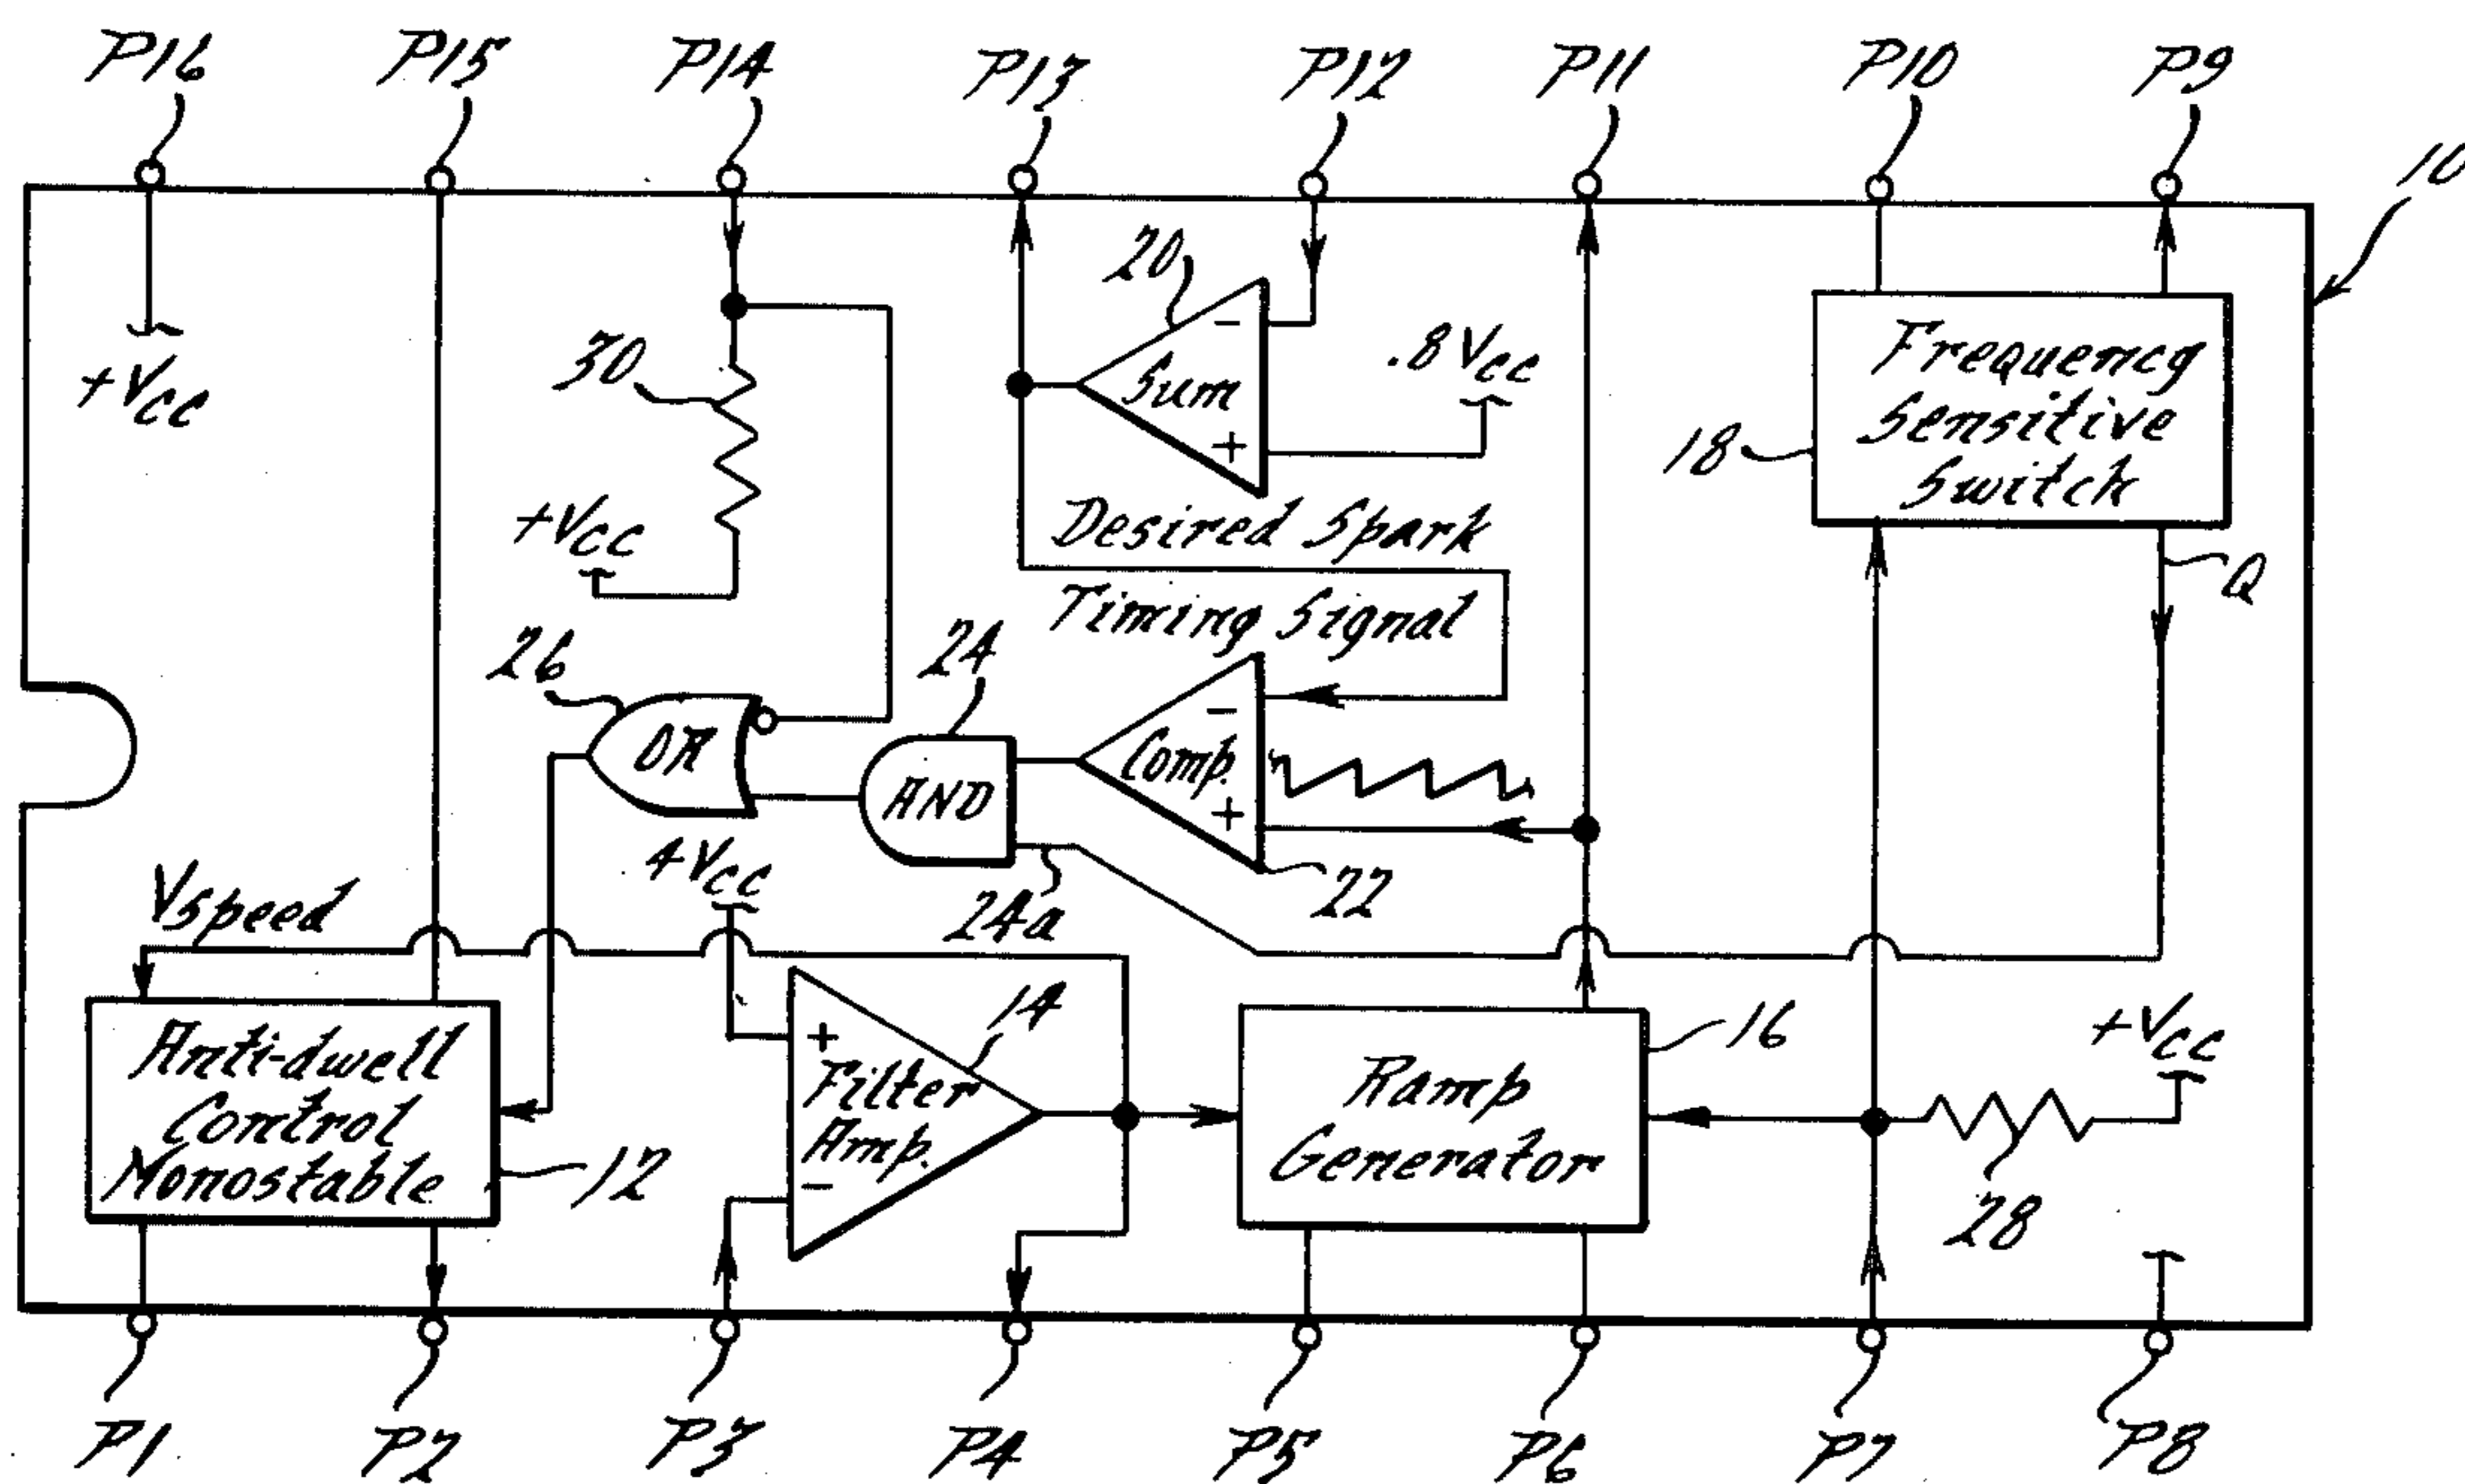 P16 P15 P14 P13 P12 P11 P10 P9
10
20
+Vcc
30
.8 Vcc
Sum
- 
+
Frequency
Sensitive
Switch
18
+Vcc
Desired Spark
Timing Signal
Q
26
24
OR
AND
Comp.
-
+
22
24a
4Vcc
Vspeed
Anti-dwell
Control
Monostable
12
14
+
Filter
Amp.
-
Ramp
Generator
16
+Vcc
28
P1 P2 P3 P4 P5 P6 P7 P8